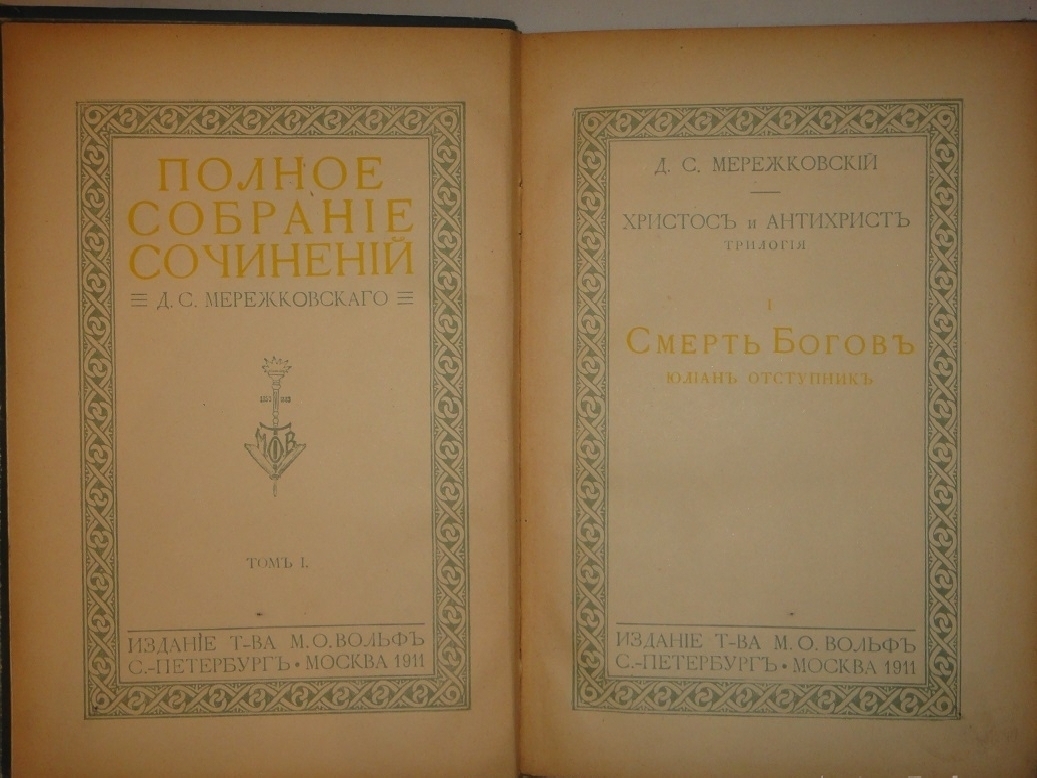 ПОЛНОЕ
СОБРАНІЕ
СОЧИНЕНІЙ
Д. С. МЕРЕЖКОВСКАГО
М О В
ТОМЪ I.
ИЗДАНІЕ Т-ВА М. О. ВОЛЬФЪ
С.-ПЕТЕРБУРГЪ • МОСКВА 1911
Д. С. МЕРЕЖКОВСКІЙ
ХРИСТОСЪ и АНТИХРИСТЪ
ТРИЛОГІЯ
I
СМЕРТЬ БОГОВЪ
ЮЛІАНЪ ОТСТУПНИКЪ
ИЗДАНІЕ Т-ВА М. О. ВОЛЬФЪ
С.-ПЕТЕРБУРГЪ • МОСКВА 1911